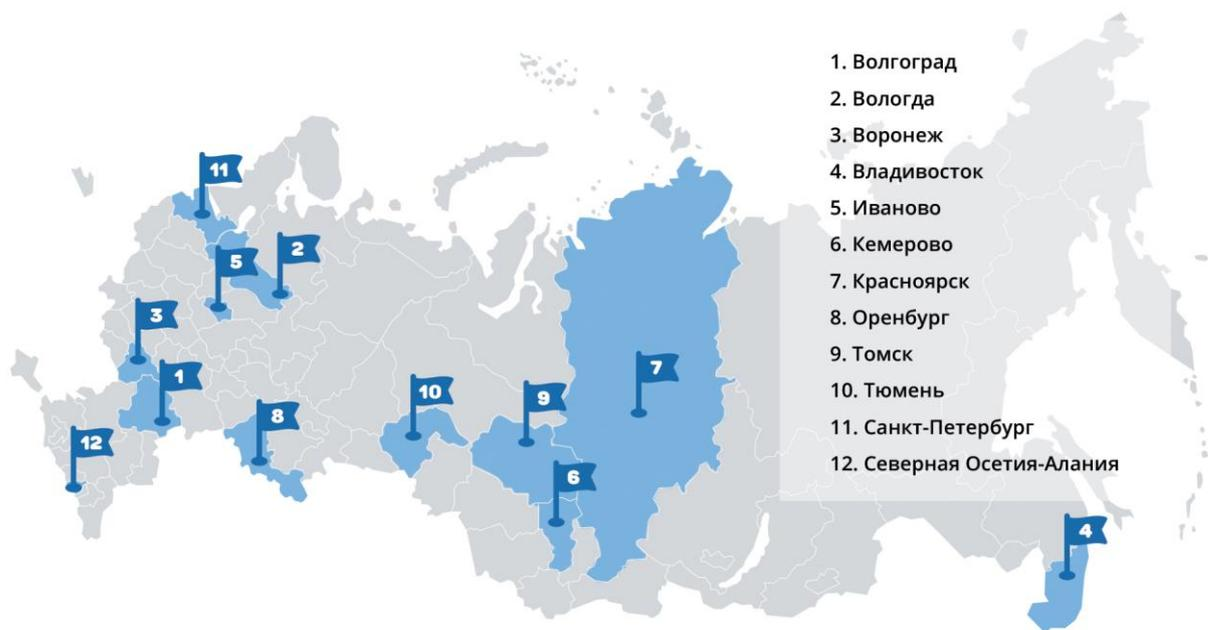 1. Волгоград
2. Вологда
3. Воронеж
4. Владивосток
5. Иваново
6. Кемерово
7. Красноярск
8. Оренбург
9. Томск
10. Тюмень
11. Санкт-Петербург
12. Северная Осетия-Алания
11
2
5
3
1
10
8
9
7
12
6
4